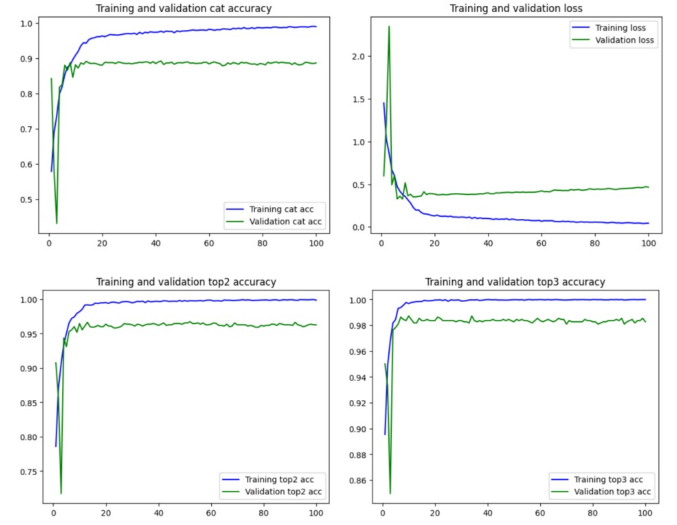 Training and validation cat accuracy
1.0
0.9
0.8
0.7
0.6
0.5
0 20 40 60 80 100
Training cat acc
Validation cat acc
Training and validation loss
2.0
1.5
1.0
0.5
0.0
0 20 40 60 80 100
Training loss
Validation loss
Training and validation top2 accuracy
1.00
0.95
0.90
0.85
0.80
0.75
0 20 40 60 80 100
Training top2 acc
Validation top2 acc
Training and validation top3 accuracy
1.00
0.98
0.96
0.94
0.92
0.90
0.88
0.86
0 20 40 60 80 100
Training top3 acc
Validation top3 acc